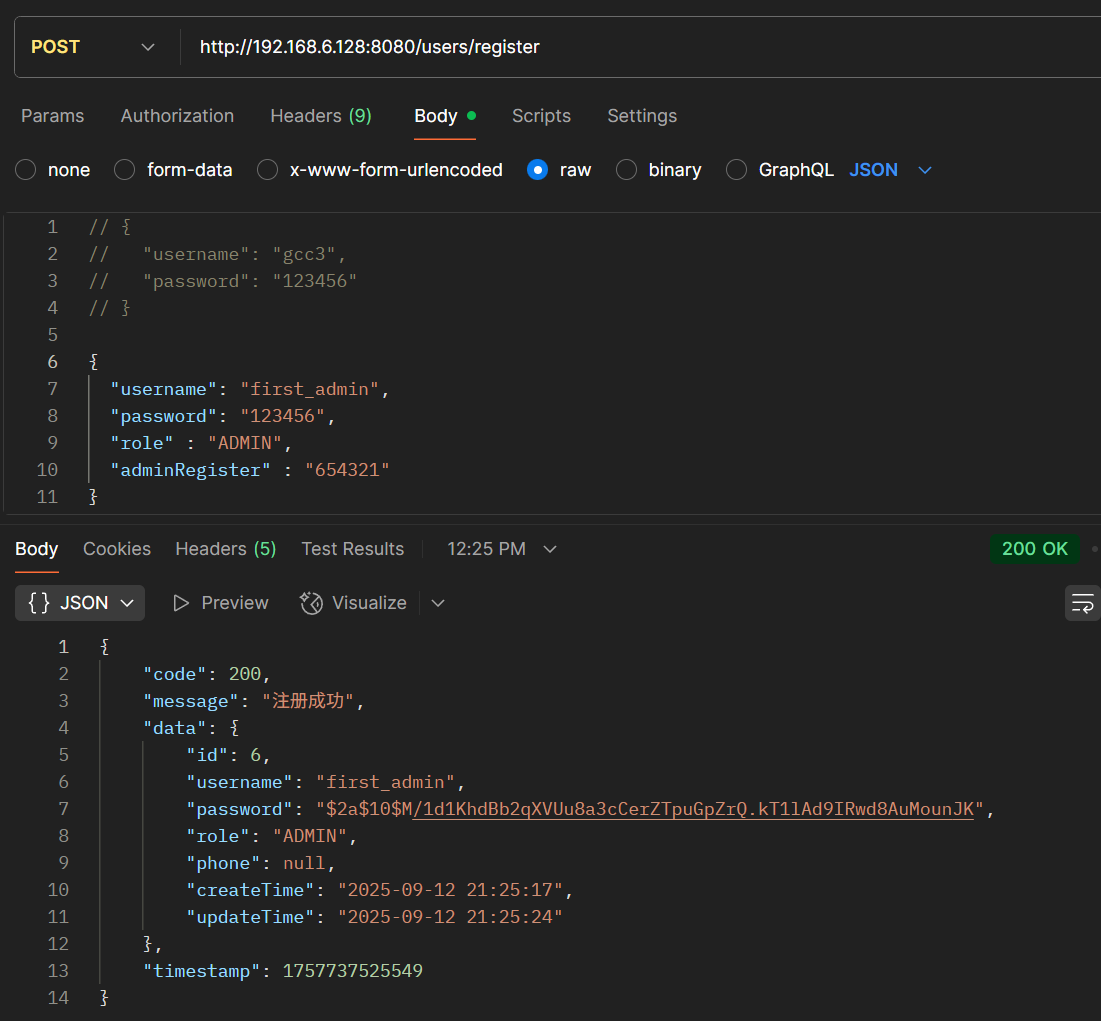 POST http://192.168.6.128:8080/users/register
Params Authorization Headers (9) Body Scripts Settings
none form-data x-www-form-urlencoded raw binary GraphQL JSON
1 // {
2 //   "username": "gcc3",
3 //   "password": "123456"
4 // }
5
6 {
7   "username": "first_admin",
8   "password": "123456",
9   "role" : "ADMIN",
10   "adminRegister" : "654321"
11 }
Body Cookies Headers (5) Test Results 12:25 PM 200 OK
{} JSON Preview Visualize
1 {
2     "code": 200,
3     "message": "注册成功",
4     "data": {
5         "id": 6,
6         "username": "first_admin",
7         "password": "$2a$10$M/1d1KhdBb2qXVUu8a3cCerZTpuGpZrQ.kT1lAd9IRwd8AuMounJK",
8         "role": "ADMIN",
9         "phone": null,
10         "createTime": "2025-09-12 21:25:17",
11         "updateTime": "2025-09-12 21:25:24"
12     },
13     "timestamp": 1757737525549
14 }